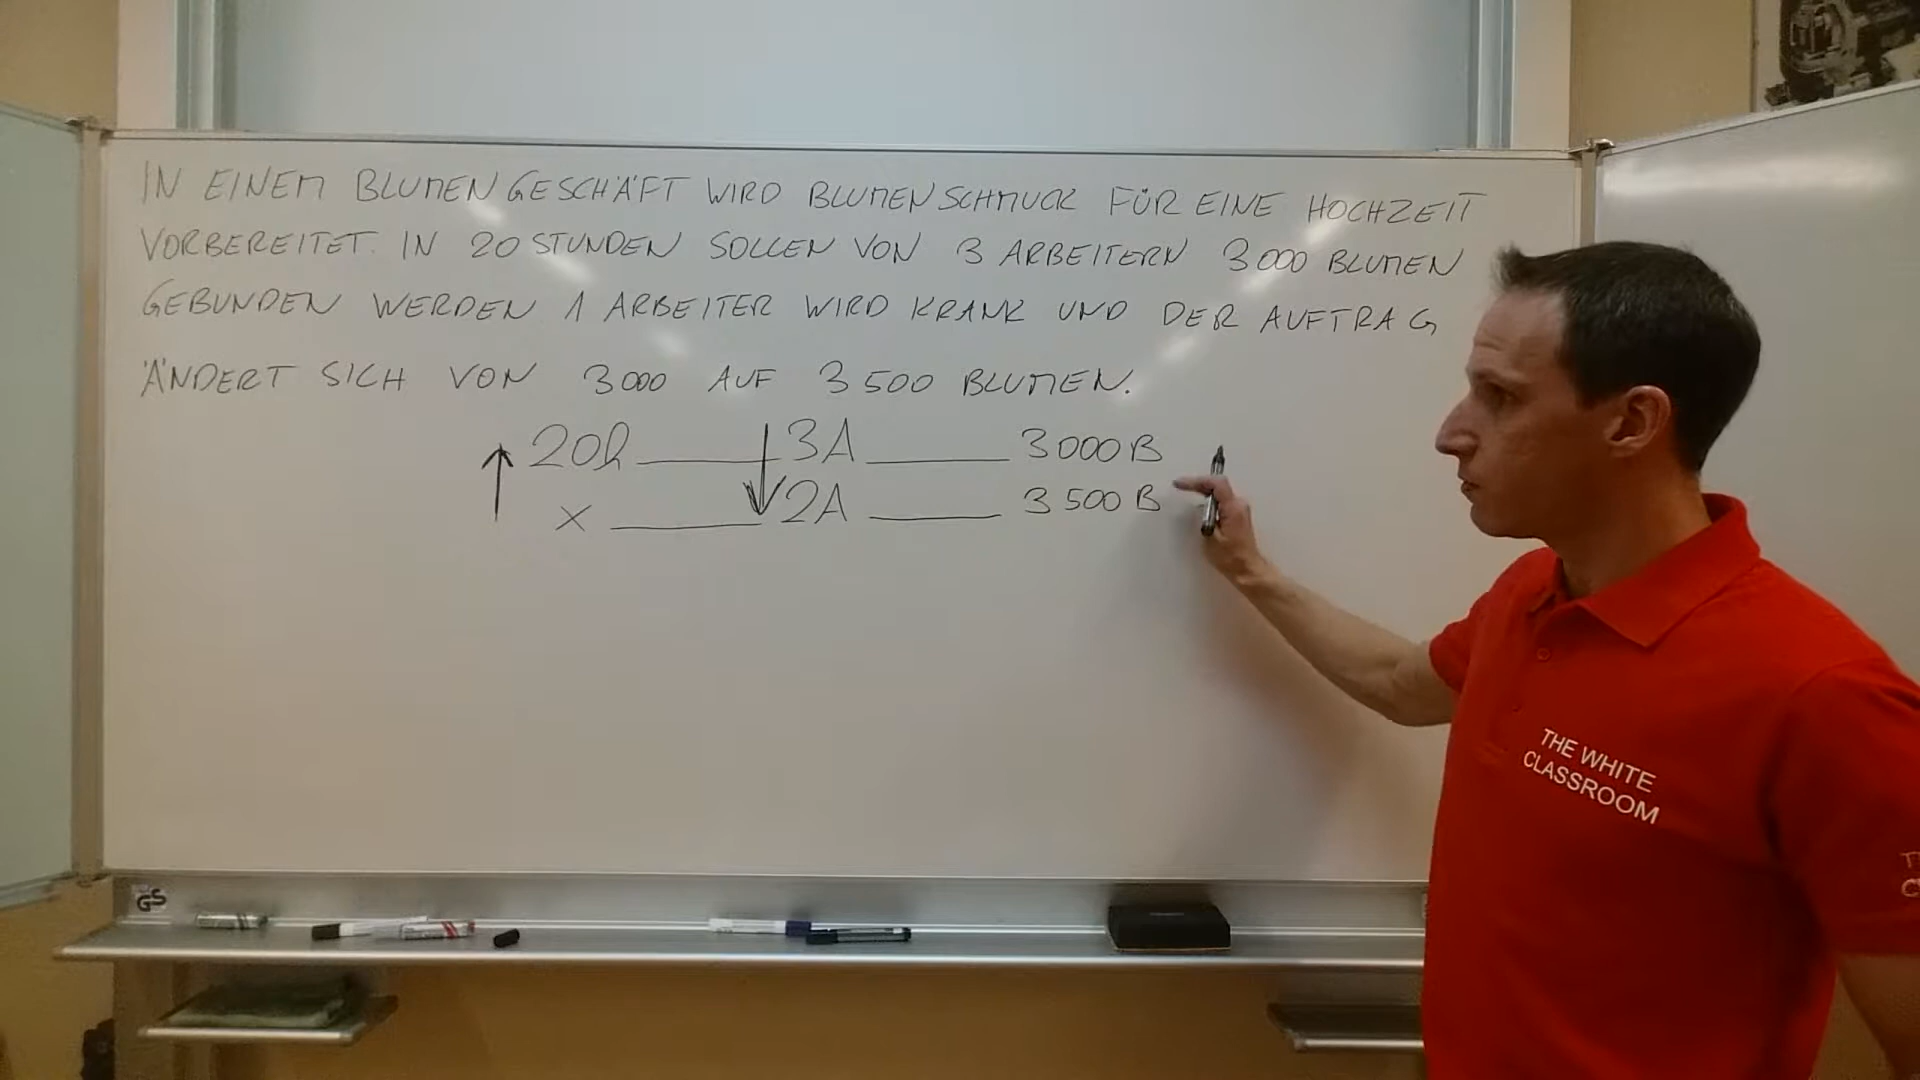 IN EINEM BLUMENGESCHÄFT WIRD BLUMENSCHMUCK FÜR EINE HOCHZEIT
VORBEREITET. IN 20 STUNDEN SOLLEN VON 3 ARBEITERN 3000 BLUMEN
GEBUNDEN WERDEN 1 ARBEITER WIRD KRANK UND DER AUFTRAG
ÄNDERT SICH VON 3000 AUF 3500 BLUMEN.
↑ 20h ——— ↓ 3A ——— 3000 B
x ——— 2A ——— 3500 B
THE WHITE
CLASSROOM
GS